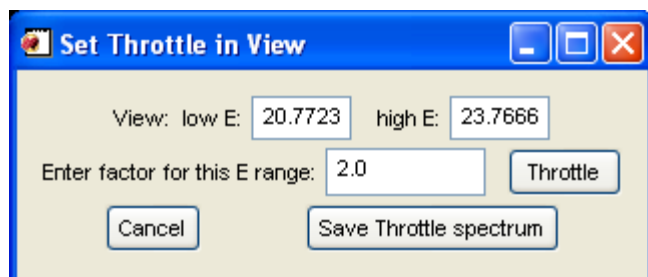 Set Throttle in View
View: low E: 20.7723 high E: 23.7666
Enter factor for this E range: 2.0 Throttle
Cancel Save Throttle spectrum